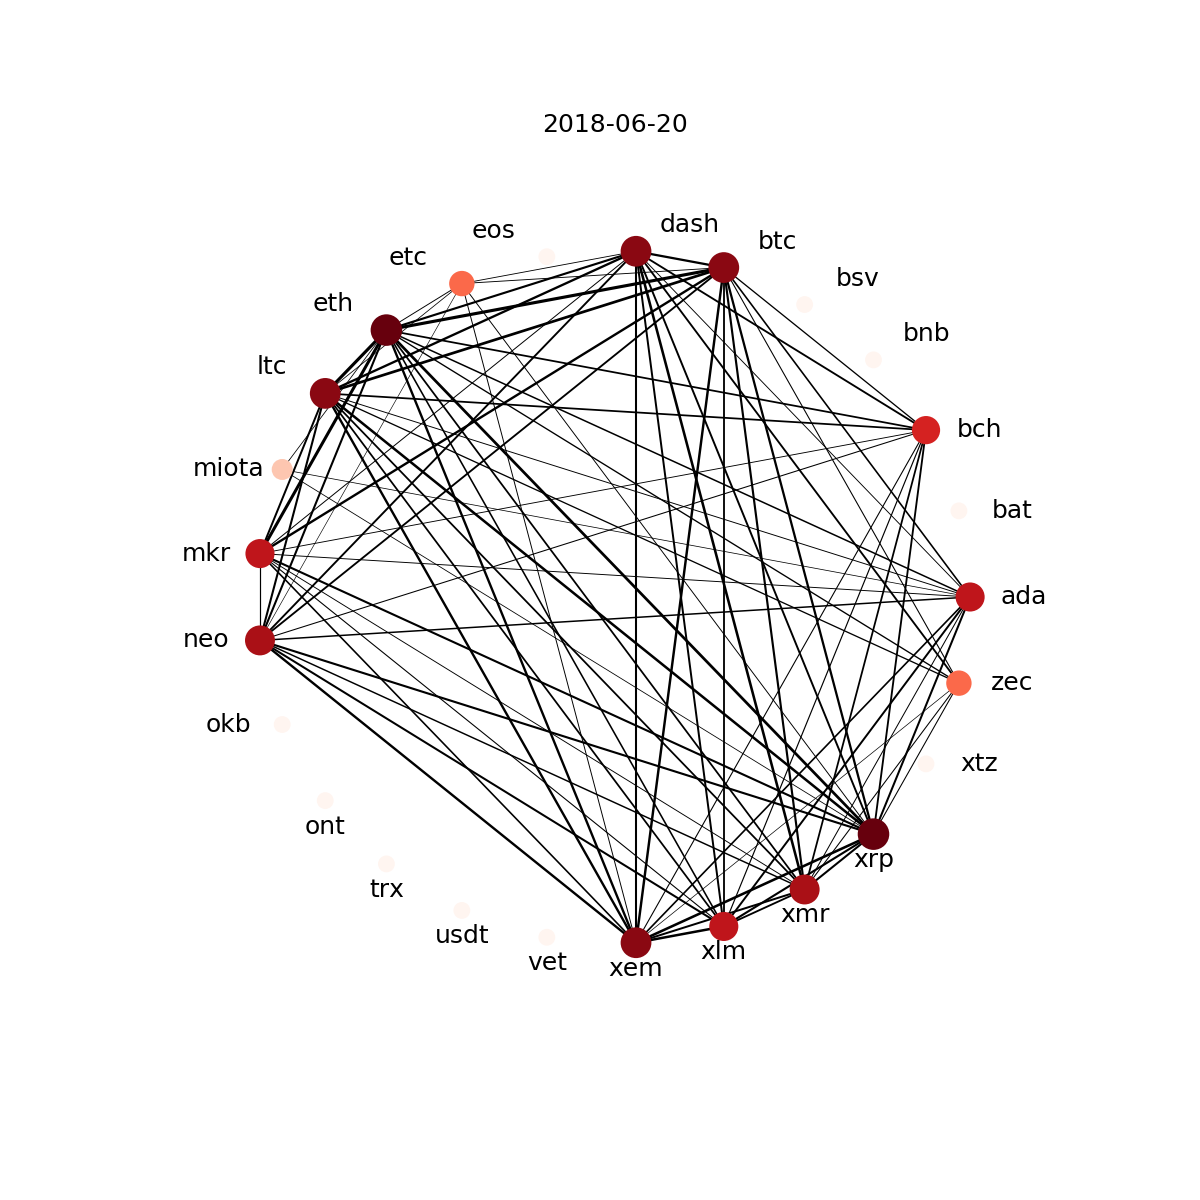 2018-06-20
dash
eos
btc
etc
bsv
eth
bnb
ltc
bch
miota
bat
mkr
ada
neo
zec
okb
xtz
ont
xrp
trx
xmr
usdt
xlm
vet
xem